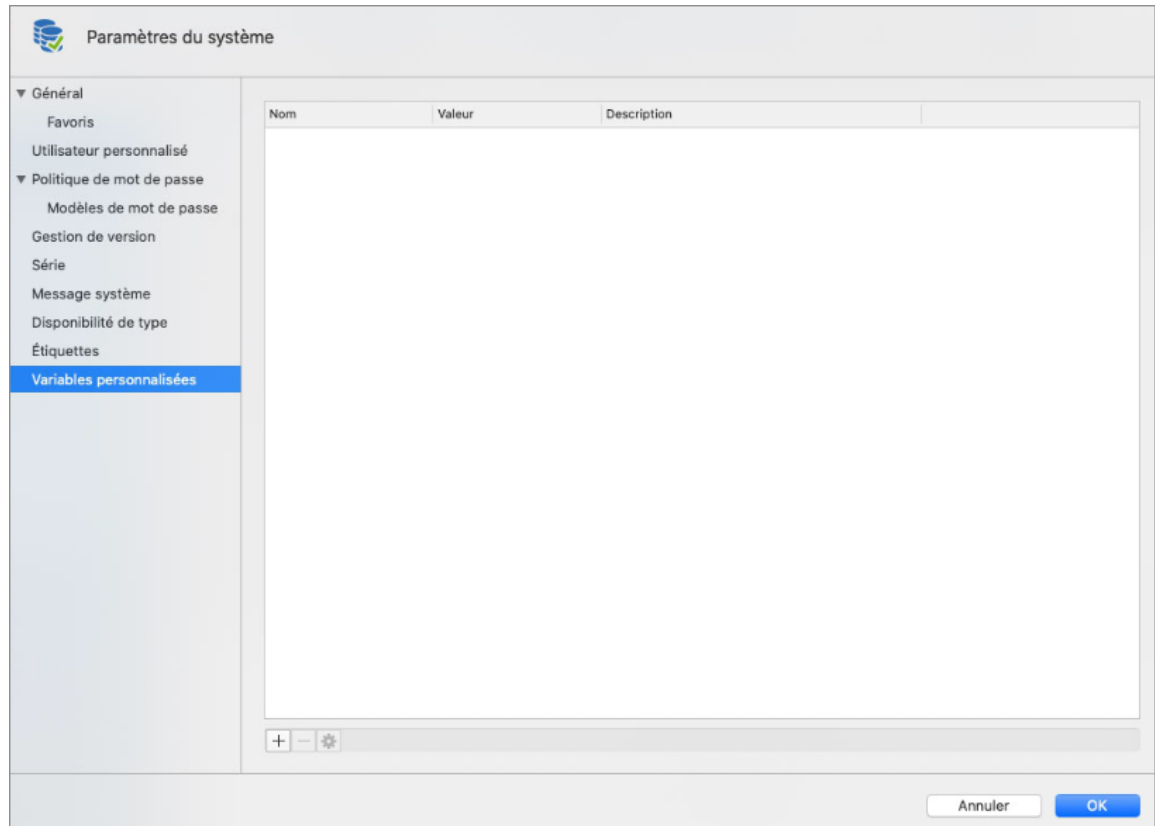 Paramètres du système
Général
Favoris
Utilisateur personnalisé
Politique de mot de passe
Modèles de mot de passe
Gestion de version
Série
Message système
Disponibilité de type
Étiquettes
Variables personnalisées
Nom Valeur Description
Annuler OK